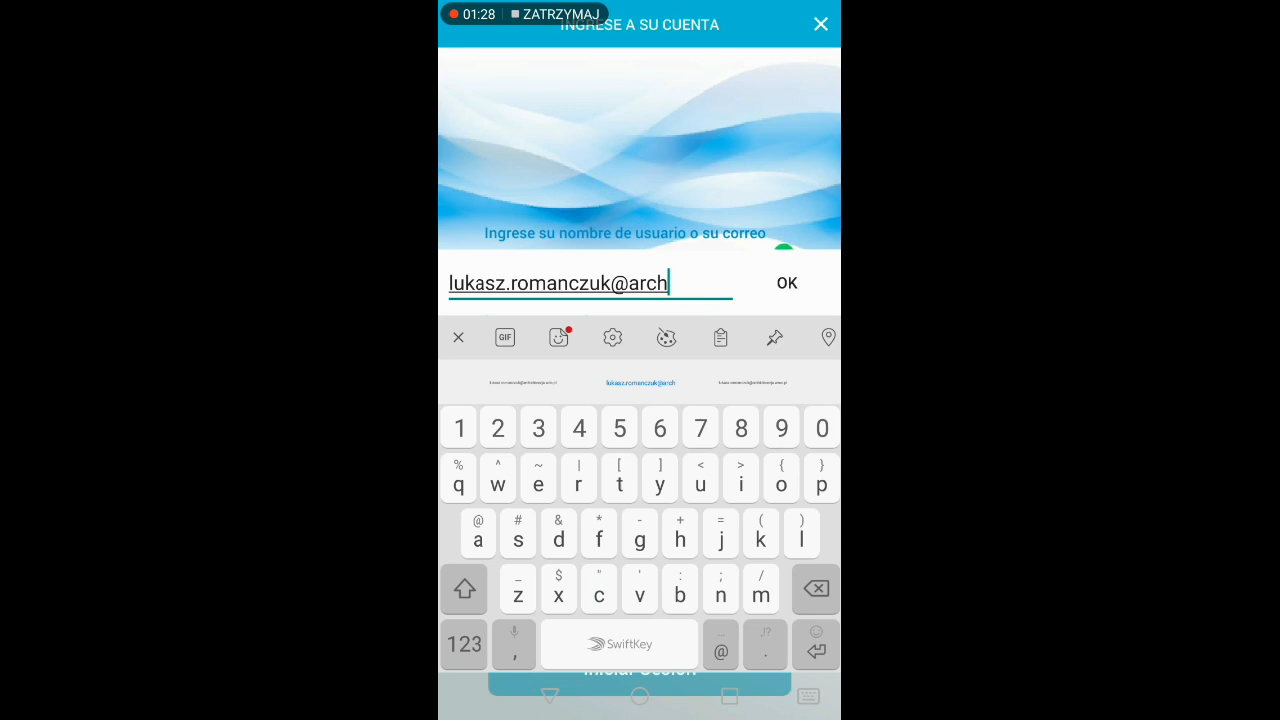 01:28 ZATRZYMAJ
INGRESE A SU CUENTA
Ingrese su nombre de usuario o su correo
lukasz.romanczuk@arch
OK
GIF
lukasz.romanczuk@arch
1 2 3 4 5 6 7 8 9 0
% ^ ~ | [ ] < > { }
q w e r t y u i o p
@ # & * - + = ( )
a s d f g h j k l
_ $ " ' : ; /
z x c v b n m
,!?
123 , SwiftKey @ .
Iniciar Sesión